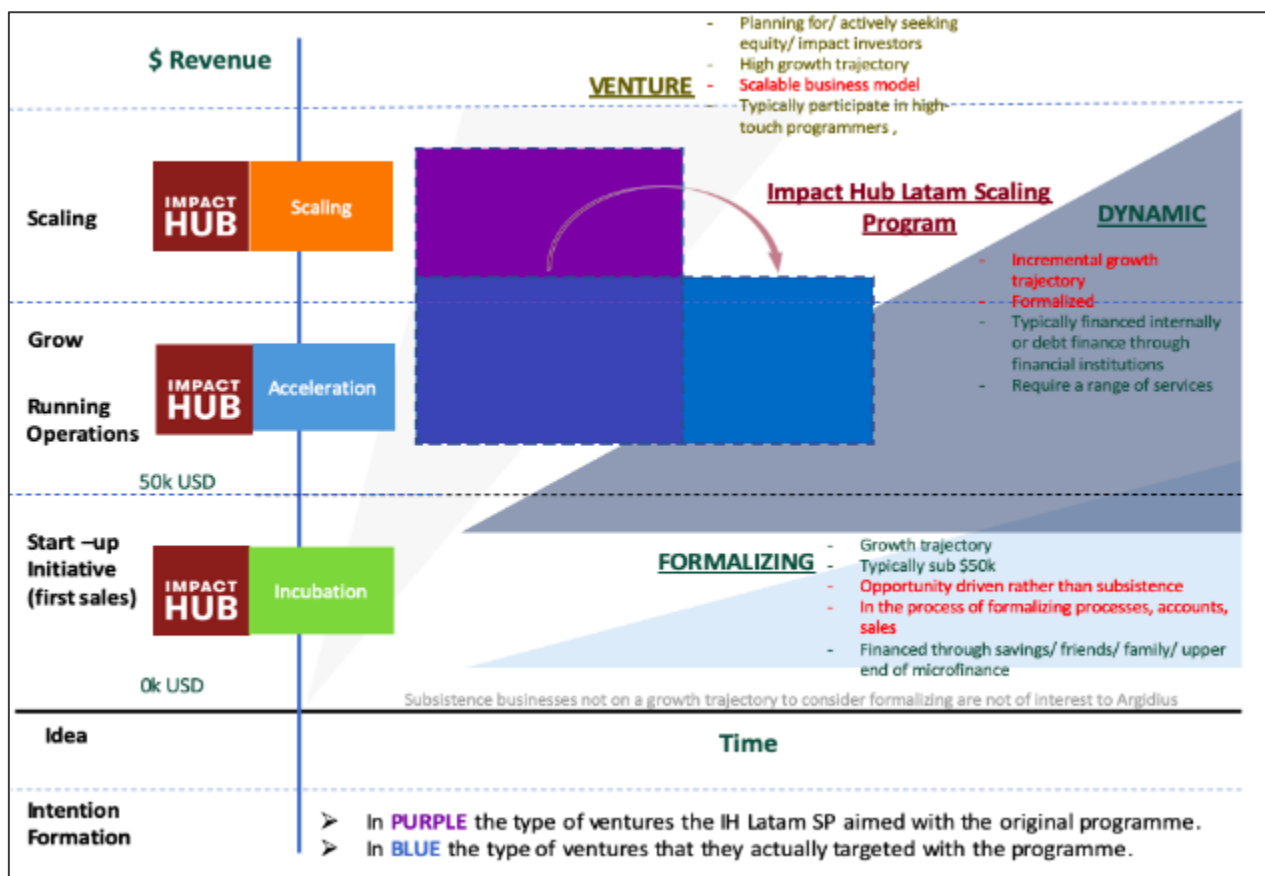 $ Revenue
- Planning for/ actively seeking
equity/ impact investors
- High growth trajectory
VENTURE
- Scalable business model
- Typically participate in high-
touch programmers ,
Scaling
IMPACT
HUB
Scaling
Impact Hub Latam Scaling
Program
DYNAMIC
- Incremental growth
trajectory
- Formalized
- Typically financed internally
or debt finance through
financial institutions
- Require a range of services
Grow
Running
Operations
IMPACT
HUB
Acceleration
50k USD
Start –up
Initiative
(first sales)
IMPACT
HUB
Incubation
FORMALIZING
- Growth trajectory
- Typically sub $50k
- Opportunity driven rather than subsistence
- In the process of formalizing processes, accounts,
sales
- Financed through savings/ friends/ family/ upper
end of microfinance
0k USD
Subsistence businesses not on a growth trajectory to consider formalizing are not of interest to Argidius
Idea
Time
Intention
Formation
➢ In PURPLE the type of ventures the IH Latam SP aimed with the original programme.
➢ In BLUE the type of ventures that they actually targeted with the programme.